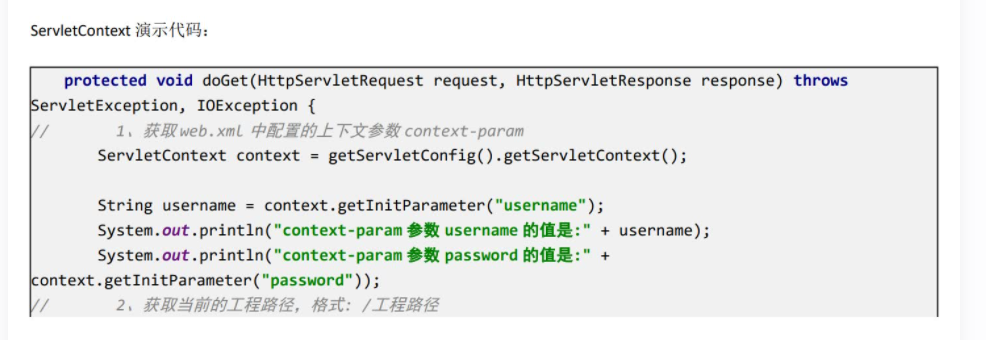 ServletContext 演示代码：
protected void doGet(HttpServletRequest request, HttpServletResponse response) throws
ServletException, IOException {
// 1、获取 web.xml 中配置的上下文参数 context-param
ServletContext context = getServletConfig().getServletContext();
String username = context.getInitParameter("username");
System.out.println("context-param 参数 username 的值是:" + username);
System.out.println("context-param 参数 password 的值是:" +
context.getInitParameter("password"));
// 2、获取当前的工程路径，格式: /工程路径